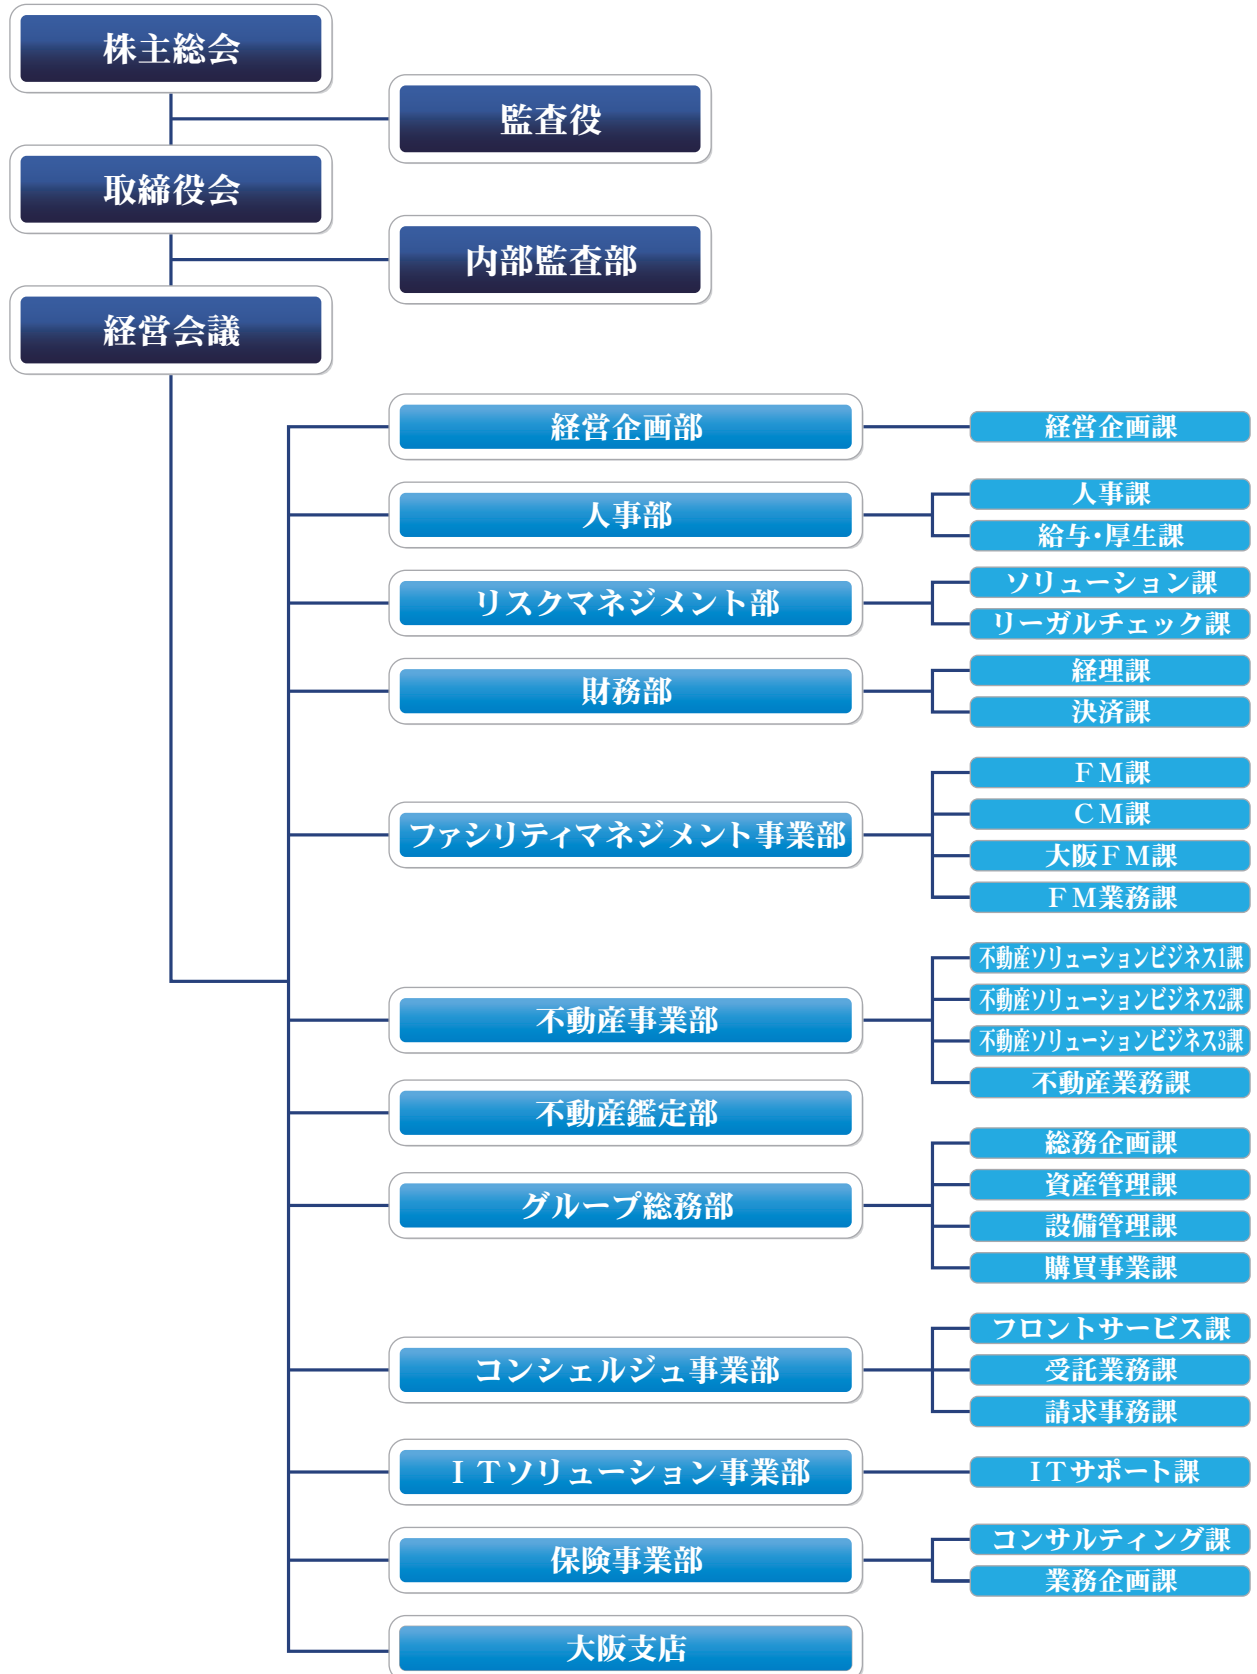 株主総会
監査役
取締役会
内部監査部
経営会議
経営企画部
経営企画課
人事部
人事課
給与・厚生課
リスクマネジメント部
ソリューション課
リーガルチェック課
財務部
経理課
決済課
ファシリティマネジメント事業部
ＦＭ課
ＣＭ課
大阪ＦＭ課
ＦＭ業務課
不動産事業部
不動産ソリューションビジネス1課
不動産ソリューションビジネス2課
不動産ソリューションビジネス3課
不動産業務課
不動産鑑定部
グループ総務部
総務企画課
資産管理課
設備管理課
購買事業課
コンシェルジュ事業部
フロントサービス課
受託業務課
請求事務課
ＩＴソリューション事業部
ＩＴサポート課
保険事業部
コンサルティング課
業務企画課
大阪支店